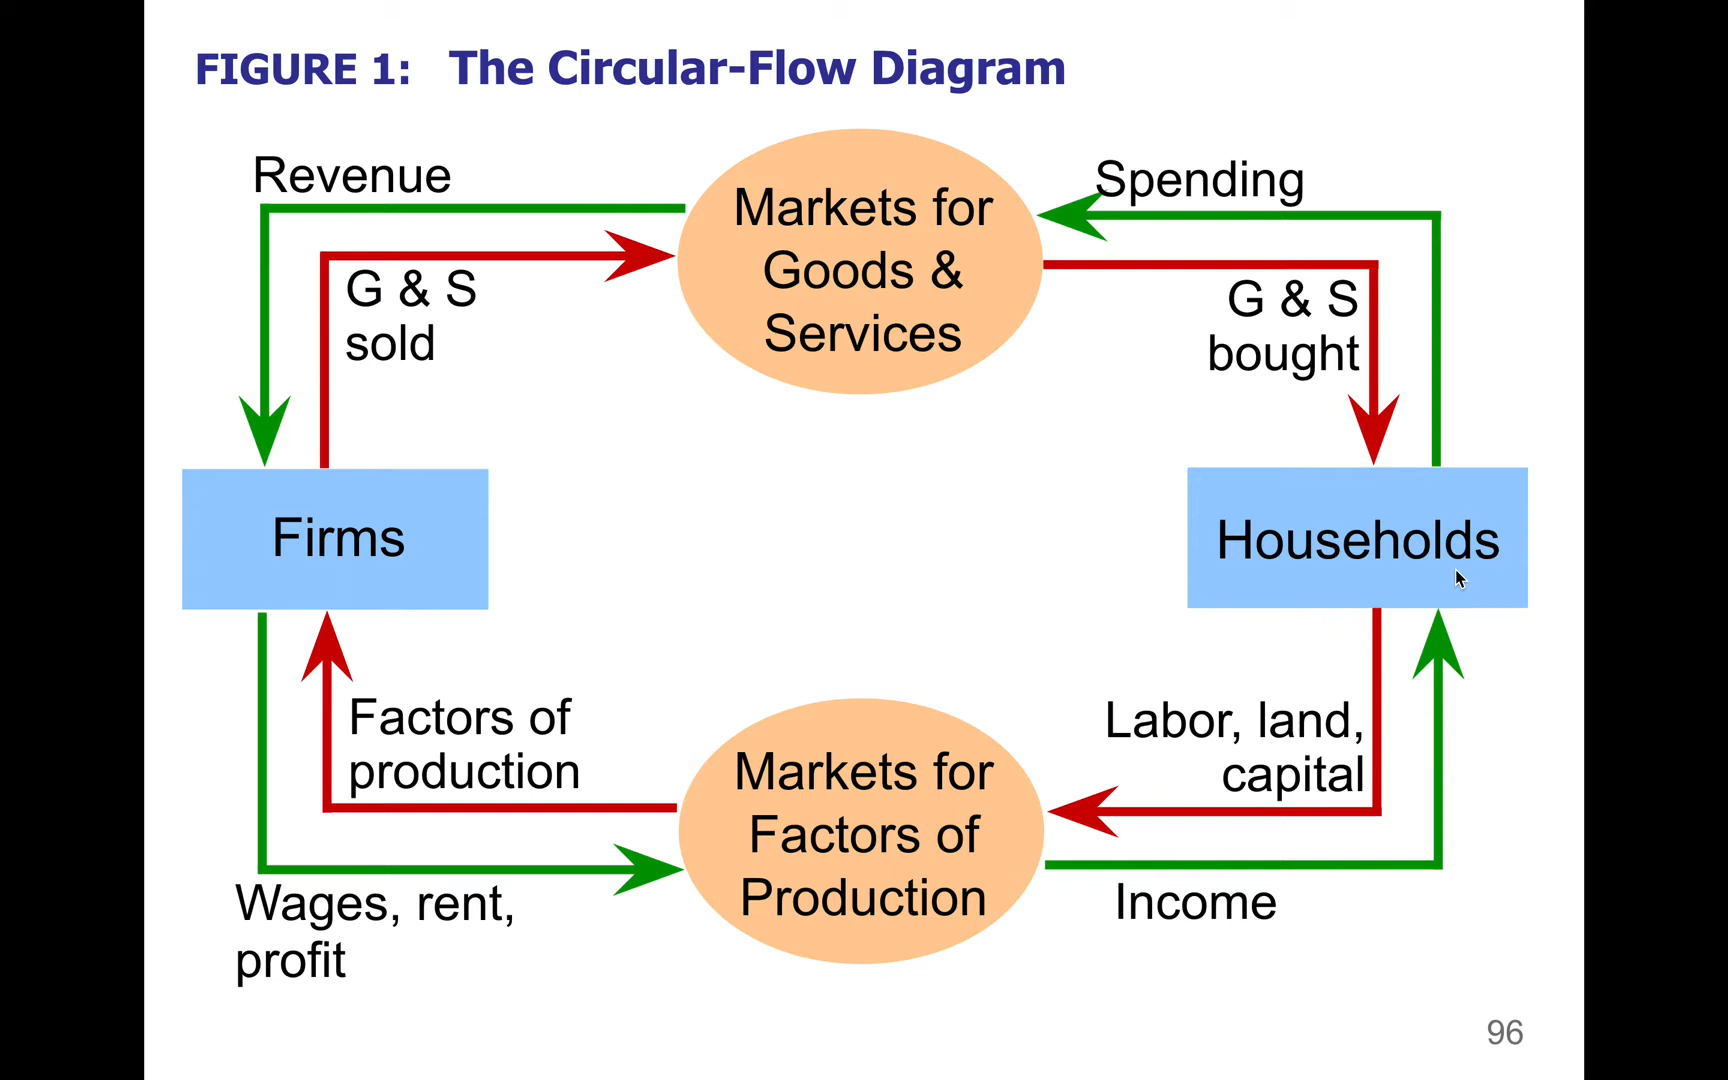 FIGURE 1: The Circular-Flow Diagram
Revenue
Spending
Markets for
Goods &
Services
G & S
sold
G & S
bought
Firms
Households
Factors of
production
Labor, land,
capital
Markets for
Factors of
Production
Wages, rent,
profit
Income
96